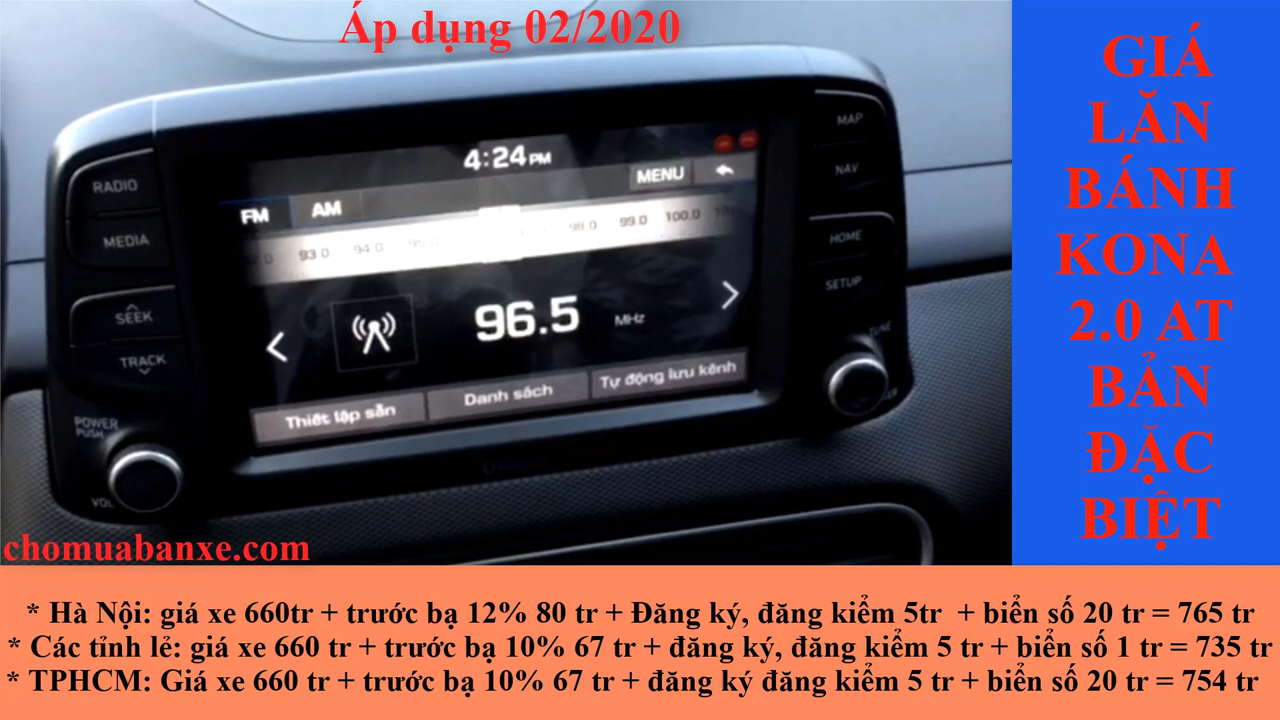 Áp dụng 02/2020
GIÁ
LĂN
BÁNH
KONA
2.0 AT
BẢN
ĐẶC
BIỆT
4:24 PM
MENU
FM AM
93.0 94.0 95.0 98.0 99.0 100.0
96.5 MHz
Thiết lập sẵn Danh sách Tự động lưu kênh
RADIO
MEDIA
SEEK
TRACK
POWER
PUSH
VOL
MAP
NAV
HOME
SETUP
TUNE
chomuabanxe.com
* Hà Nội: giá xe 660tr + trước bạ 12% 80 tr + Đăng ký, đăng kiểm 5tr + biển số 20 tr = 765 tr
* Các tỉnh lẻ: giá xe 660 tr + trước bạ 10% 67 tr + đăng ký, đăng kiểm 5 tr + biển số 1 tr = 735 tr
* TPHCM: Giá xe 660 tr + trước bạ 10% 67 tr + đăng ký đăng kiểm 5 tr + biển số 20 tr = 754 tr